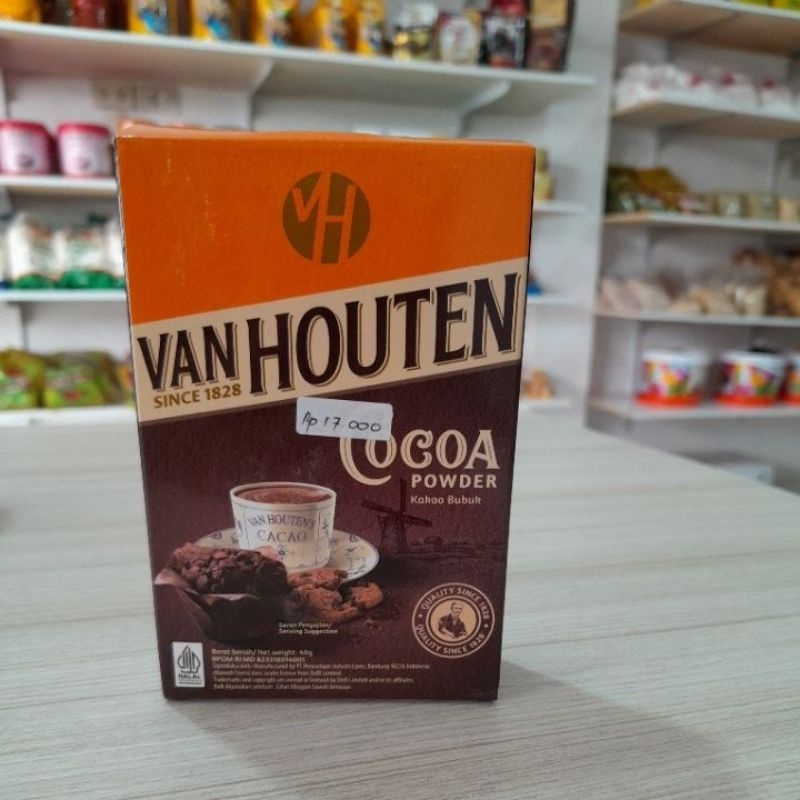 VH
VAN HOUTEN
SINCE 1828
Rp 17.000
COCOA
POWDER
Kakao Bubuk
VAN HOUTEN'S
CACAO
QUALITY SINCE 1828
QUALITY SINCE 1828
Saran Penyajian/
Serving Suggestion
Berat bersih/ Net weight: 40g
HALAL